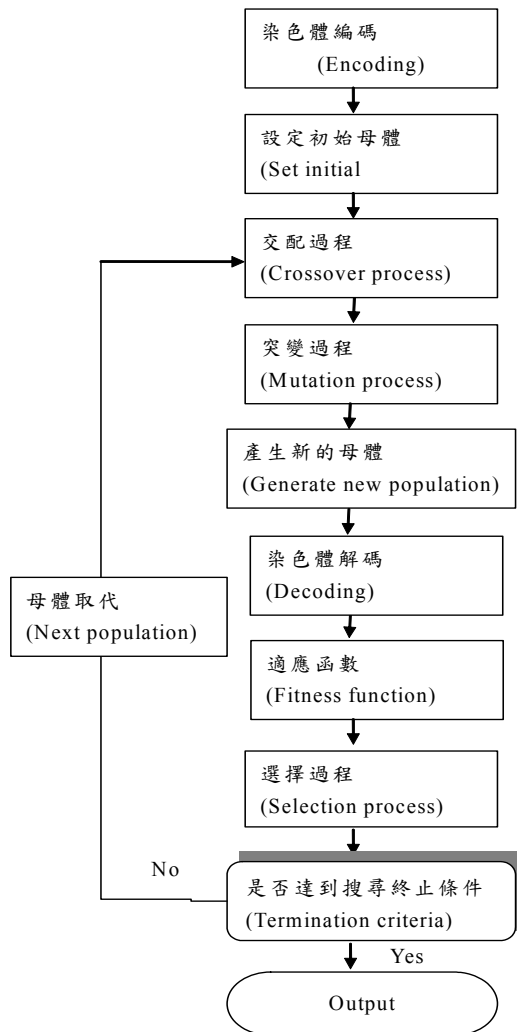 染色體編碼
(Encoding)
設定初始母體
(Set initial
交配過程
(Crossover process)
突變過程
(Mutation process)
產生新的母體
(Generate new population)
染色體解碼
(Decoding)
母體取代
(Next population)
適應函數
(Fitness function)
選擇過程
(Selection process)
No
是否達到搜尋終止條件
(Termination criteria)
Yes
Output